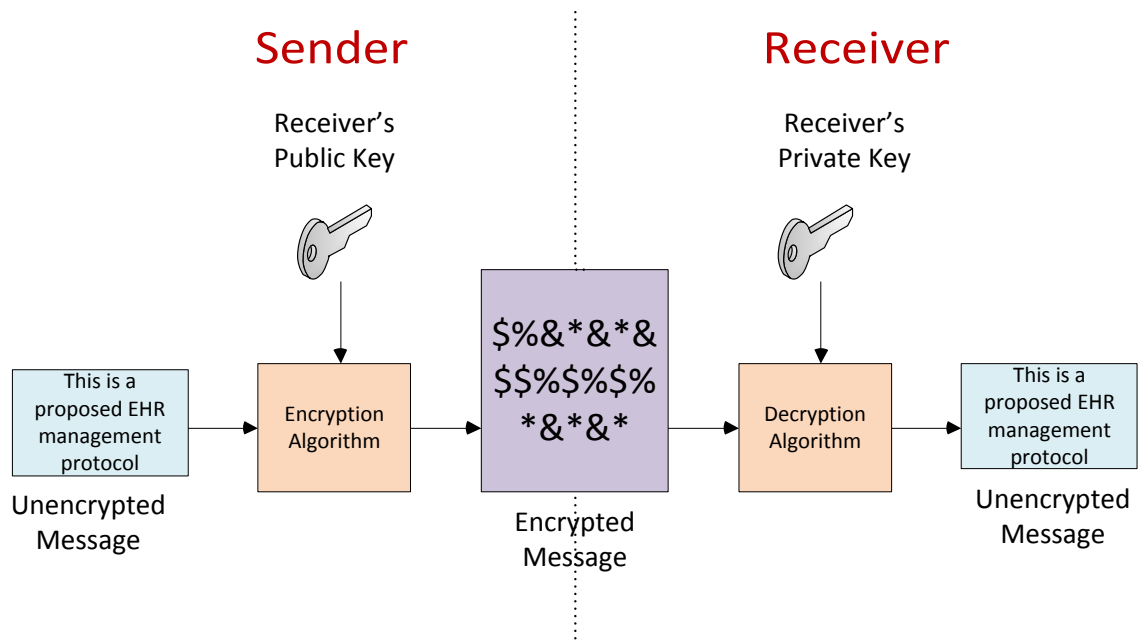 Sender
Receiver
Receiver’s
Public Key
Receiver’s
Private Key
This is a
proposed EHR
management
protocol
Unencrypted
Message
Encryption
Algorithm
$%&*&*&
$$%$%$%
*&*&*
Encrypted
Message
Decryption
Algorithm
This is a
proposed EHR
management
protocol
Unencrypted
Message